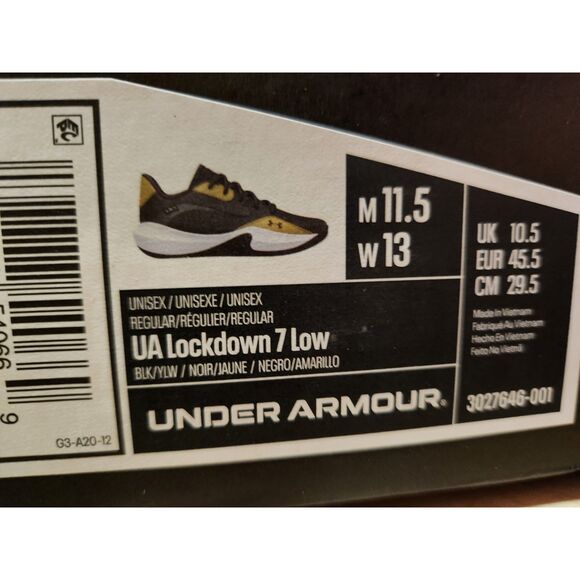 M 11.5
W 13
UK 10.5
EUR 45.5
CM 29.5
Made in Vietnam
Fabriqué Au Vietnam
Hecho En Vietnam
Feito No Vietnã
3027646-001
UNISEX / UNISEXE / UNISEX
REGULAR/RÉGULIER/REGULAR
UA Lockdown 7 Low
BLK/YLW / NOIR/JAUNE / NEGRO/AMARILLO
UNDER ARMOUR®
G3-A20-12
9